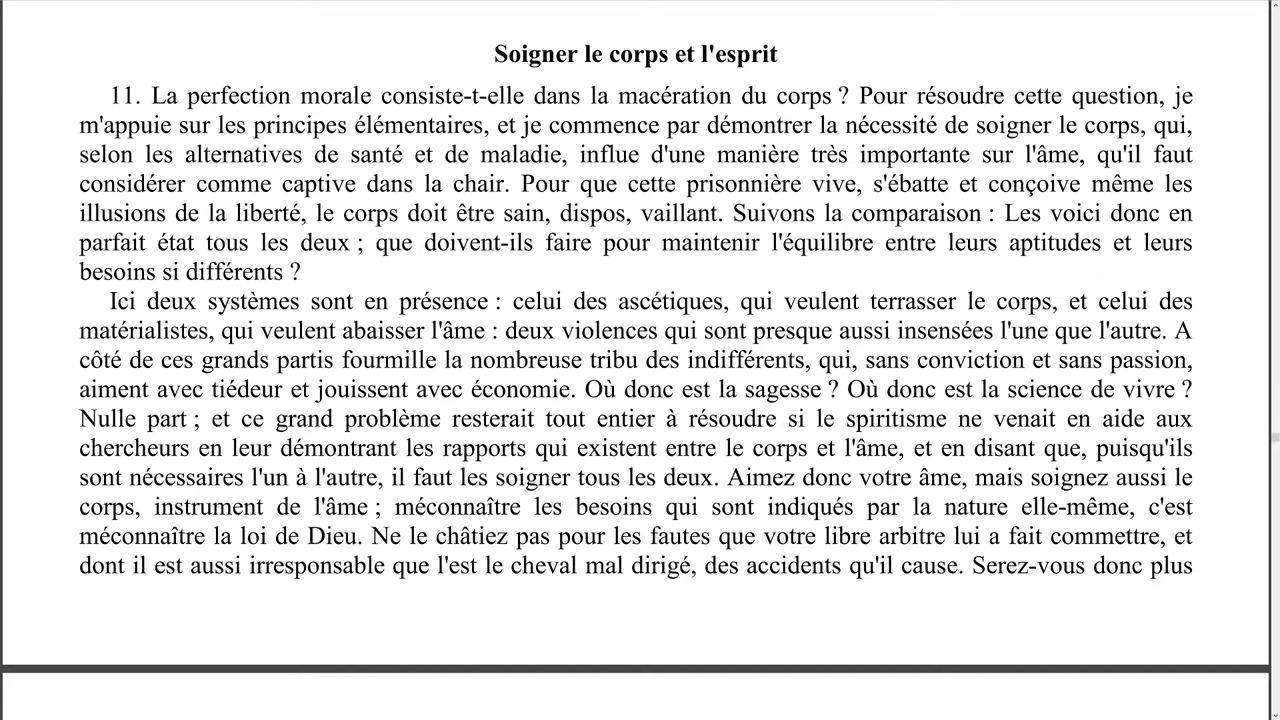 Soigner le corps et l'esprit
11. La perfection morale consiste-t-elle dans la macération du corps ? Pour résoudre cette question, je
m'appuie sur les principes élémentaires, et je commence par démontrer la nécessité de soigner le corps, qui,
selon les alternatives de santé et de maladie, influe d'une manière très importante sur l'âme, qu'il faut
considérer comme captive dans la chair. Pour que cette prisonnière vive, s'ébatte et conçoive même les
illusions de la liberté, le corps doit être sain, dispos, vaillant. Suivons la comparaison : Les voici donc en
parfait état tous les deux ; que doivent-ils faire pour maintenir l'équilibre entre leurs aptitudes et leurs
besoins si différents ?
Ici deux systèmes sont en présence : celui des ascétiques, qui veulent terrasser le corps, et celui des
matérialistes, qui veulent abaisser l'âme : deux violences qui sont presque aussi insensées l'une que l'autre. A
côté de ces grands partis fourmille la nombreuse tribu des indifférents, qui, sans conviction et sans passion,
aiment avec tiédeur et jouissent avec économie. Où donc est la sagesse ? Où donc est la science de vivre ?
Nulle part ; et ce grand problème resterait tout entier à résoudre si le spiritisme ne venait en aide aux
chercheurs en leur démontrant les rapports qui existent entre le corps et l'âme, et en disant que, puisqu'ils
sont nécessaires l'un à l'autre, il faut les soigner tous les deux. Aimez donc votre âme, mais soignez aussi le
corps, instrument de l'âme ; méconnaître les besoins qui sont indiqués par la nature elle-même, c'est
méconnaître la loi de Dieu. Ne le châtiez pas pour les fautes que votre libre arbitre lui a fait commettre, et
dont il est aussi irresponsable que l'est le cheval mal dirigé, des accidents qu'il cause. Serez-vous donc plus